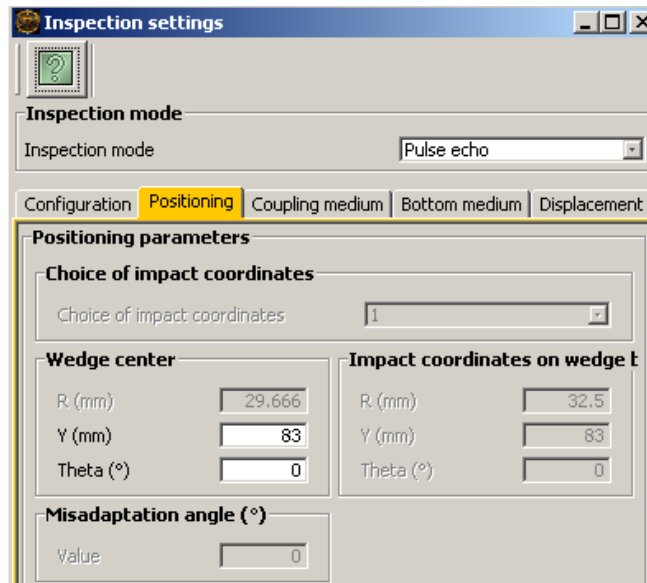 Inspection settings
Inspection mode
Inspection mode Pulse echo
Configuration Positioning Coupling medium Bottom medium Displacement
Positioning parameters
Choice of impact coordinates
Choice of impact coordinates 1
Wedge center Impact coordinates on wedge b
R (mm) 29.666 R (mm) 32.5
Y (mm) 83 Y (mm) 83
Theta (°) 0 Theta (°) 0
Misadaptation angle (°)
Value 0